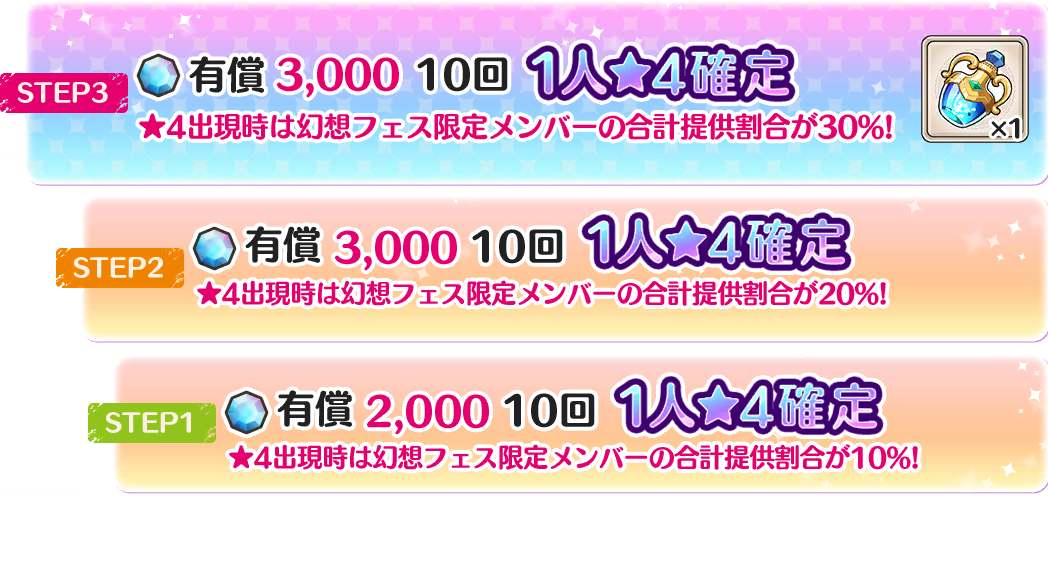 STEP3
有償 3,000 10回 1人★4確定
★4出現時は幻想フェス限定メンバーの合計提供割合が30%!
×1
STEP2
有償 3,000 10回 1人★4確定
★4出現時は幻想フェス限定メンバーの合計提供割合が20%!
STEP1
有償 2,000 10回 1人★4確定
★4出現時は幻想フェス限定メンバーの合計提供割合が10%!